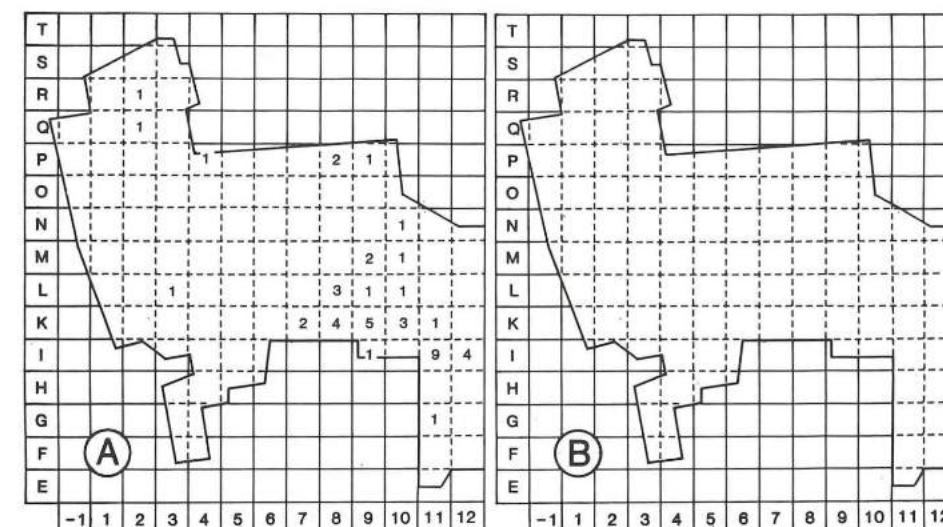 T T
S S
R 1 R
Q 1 Q
P 1 2 1 P
O O
N 1 N
M 2 1 M
L 1 3 1 1 L
K 2 4 5 3 1 K
I 1 9 4 I
H H
G 1 G
F A F B
E E
-1 1 2 3 4 5 6 7 8 9 10 11 12 -1 1 2 3 4 5 6 7 8 9 10 11 12